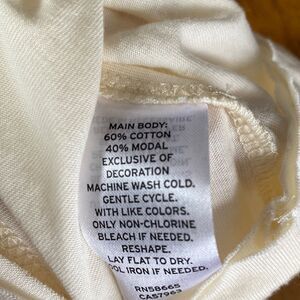 MAIN BODY:
60% COTTON
40% MODAL
EXCLUSIVE OF
DECORATION
MACHINE WASH COLD.
GENTLE CYCLE.
WITH LIKE COLORS.
ONLY NON-CHLORINE
BLEACH IF NEEDED.
RESHAPE.
LAY FLAT TO DRY.
OOL IRON IF NEEDED.
RN58665